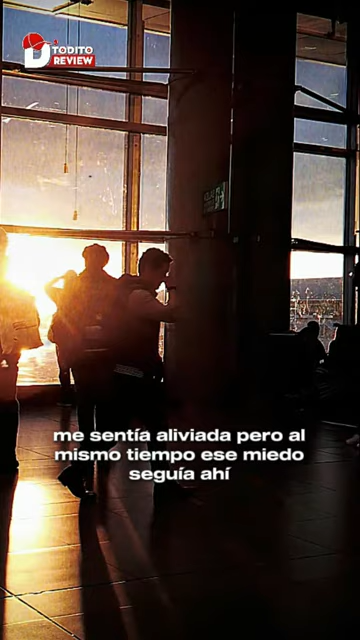 TODITO
REVIEW
me sentía aliviada pero al
mismo tiempo ese miedo
seguía ahí